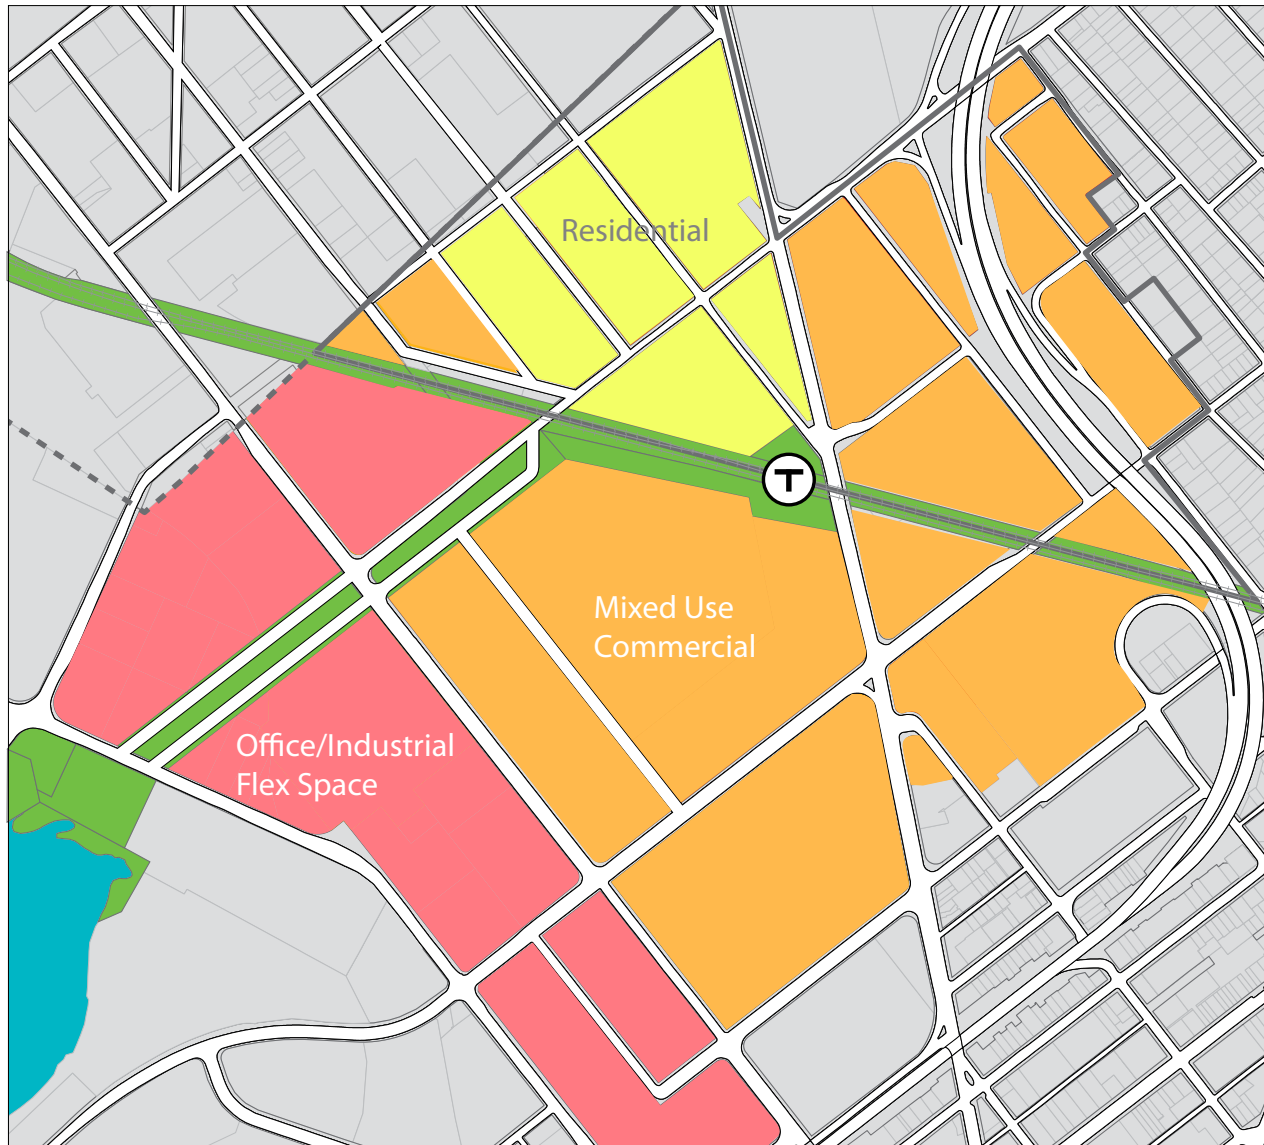 Residential
T
Mixed Use
Commercial
Office/Industrial
Flex Space